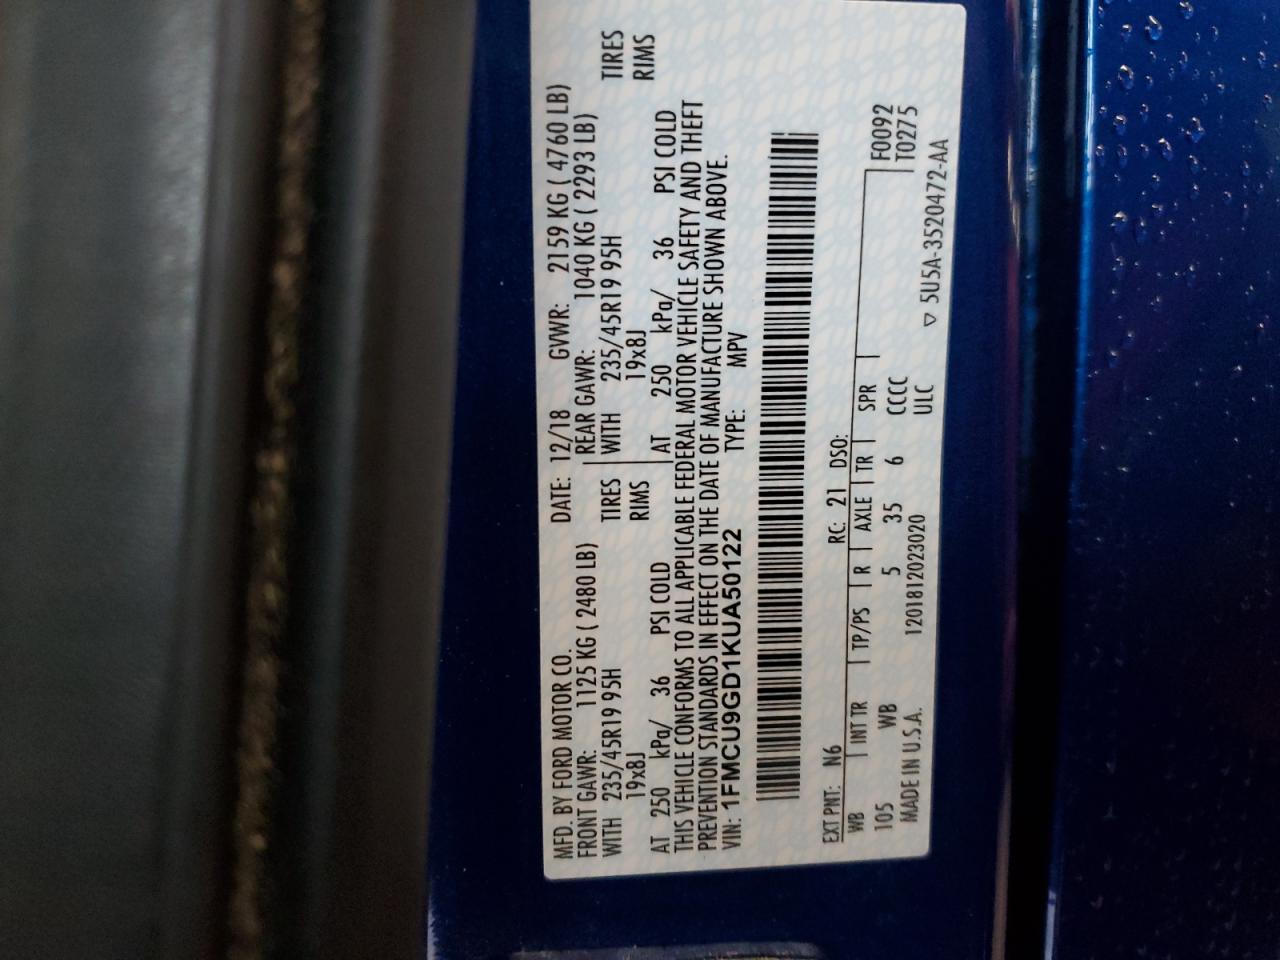 MFD. BY FORD MOTOR CO. DATE: 12/18 GVWR: 2159 KG ( 4760 LB)
FRONT GAWR: 1125 KG ( 2480 LB) REAR GAWR: 1040 KG ( 2293 LB)
WITH 235/45R19 95H TIRES WITH 235/45R19 95H TIRES
19x8J RIMS 19x8J RIMS
AT 250 kPa/ 36 PSI COLD AT 250 kPa/ 36 PSI COLD
THIS VEHICLE CONFORMS TO ALL APPLICABLE FEDERAL MOTOR VEHICLE SAFETY AND THEFT
PREVENTION STANDARDS IN EFFECT ON THE DATE OF MANUFACTURE SHOWN ABOVE.
VIN: 1FMCU9GD1KUA50122 TYPE: MPV
EXT PNT: N6 RC: 21 DSO:
WB INT TR TP/PS R AXLE TR SPR F0092
105 WB 5 35 6 CCCC T0275
MADE IN U.S.A. 1201812023020 ULC
▽ 5U5A-3520472-AA